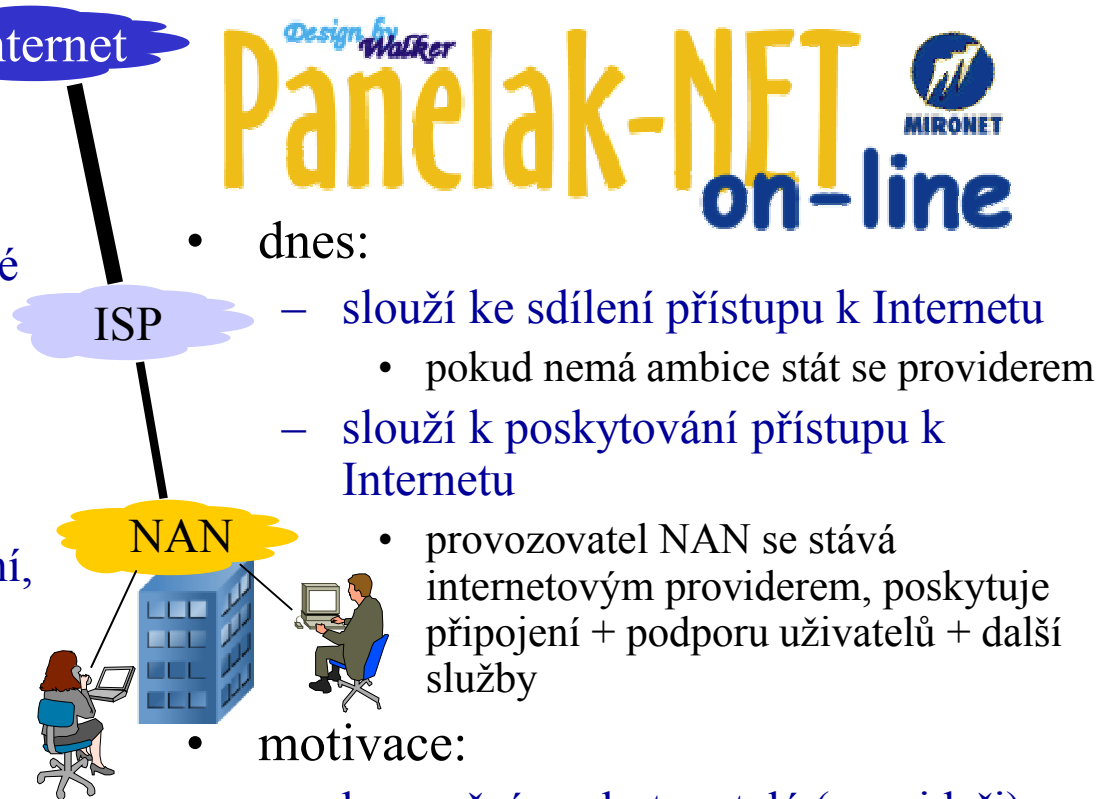 Internet
Design by
Walker
Panelak-NET
MIRONET
on-line
é
ISP
NAN
ní,
• dnes:
– slouží ke sdílení přístupu k Internetu
• pokud nemá ambice stát se providerem
– slouží k poskytování přístupu k
Internetu
• provozovatel NAN se stává
internetovým providerem, poskytuje
připojení + podporu uživatelů + další
služby
• motivace: